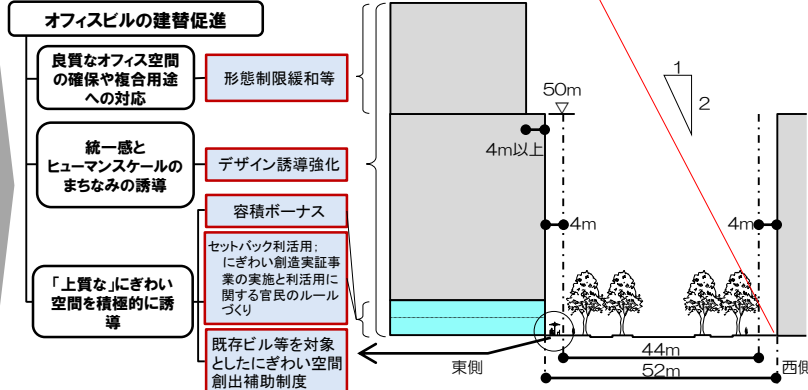 オフィスビルの建替促進
良質なオフィス空間
の確保や複合用途
への対応
形態制限緩和等
統一感と
ヒューマンスケールの
まちなみの誘導
デザイン誘導強化
「上質な」にぎわい
空間を積極的に誘
導
容積ボーナス
セットバック利活用:
にぎわい創造実証事
業の実施と利活用に
関する官民のルール
づくり
既存ビル等を対象
としたにぎわい空間
創出補助制度
50m
4m以上
4m
1
2
4m
44m
52m
東側
西側